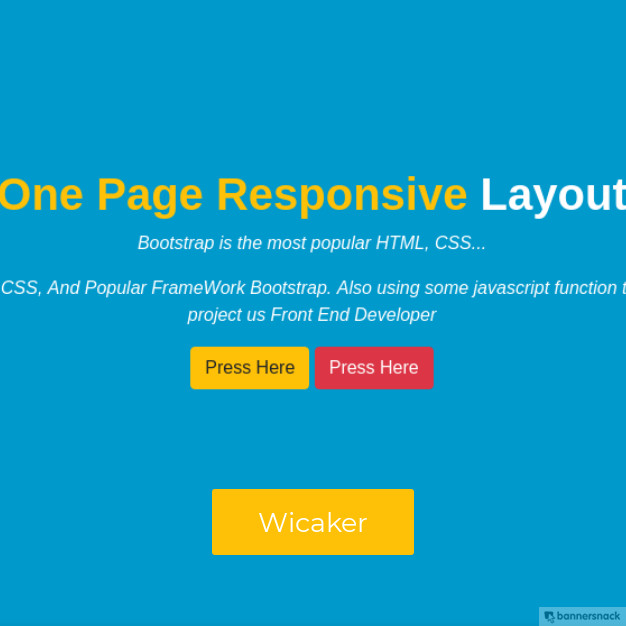 One Page Responsive Layout
Bootstrap is the most popular HTML, CSS...
CSS, And Popular FrameWork Bootstrap. Also using some javascript function t
project us Front End Developer
Press Here Press Here
Wicaker
bannersnack